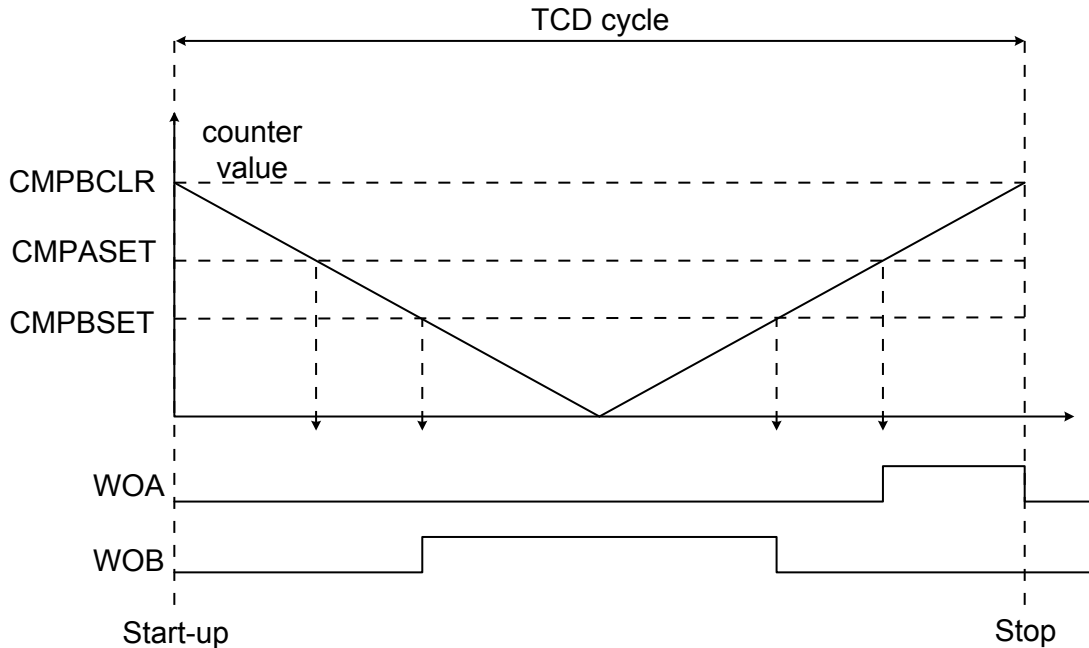 TCD cycle
counter
value
CMPBCLR
CMPASET
CMPBSET
WOA
WOB
Start-up
Stop